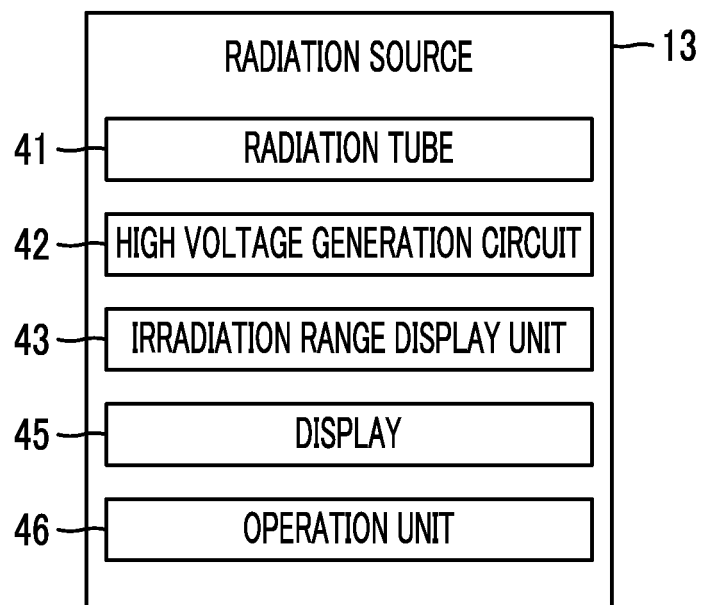 RADIATION SOURCE
13
41
RADIATION TUBE
42
HIGH VOLTAGE GENERATION CIRCUIT
43
IRRADIATION RANGE DISPLAY UNIT
45
DISPLAY
46
OPERATION UNIT